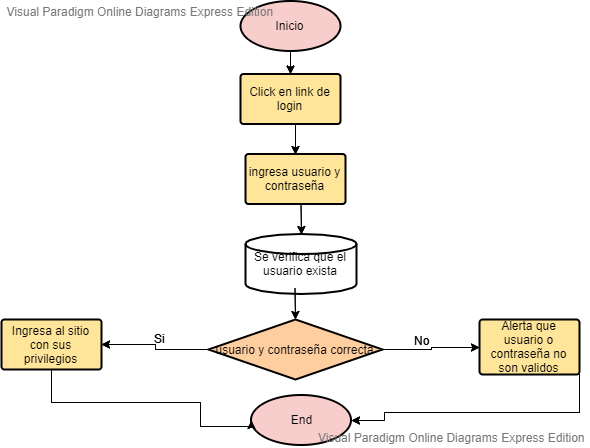 Visual Paradigm Online Diagrams Express Edition
Inicio
Click en link de
login
ingresa usuario y
contraseña
Se verifica que el
usuario exista
Ingresa al sitio
con sus
privilegios
Si
usuario y contraseña correcta
No
Alerta que
usuario o
contraseña no
son validos
End
Visual Paradigm Online Diagrams Express Edition